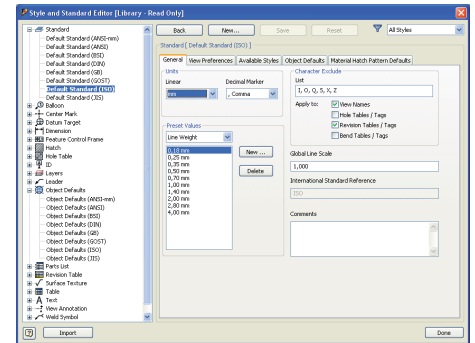 Style and Standard Editor [Library - Read Only]
Back
New...
Save
Reset
All Styles
Standard
Default Standard (ANSI-mm)
Default Standard (ANSI)
Default Standard (BSI)
Default Standard (DIN)
Default Standard (GB)
Default Standard (GOST)
Default Standard (ISO)
Default Standard (JIS)
Balloon
Center Mark
Datum Target
Dimension
Feature Control Frame
Hatch
Hole Table
ID
Layers
Leader
Object Defaults
Object Defaults (ANSI-mm)
Object Defaults (ANSI)
Object Defaults (BSI)
Object Defaults (DIN)
Object Defaults (GB)
Object Defaults (GOST)
Object Defaults (ISO)
Object Defaults (JIS)
Parts List
Revision Table
Surface Texture
Table
Text
View Annotation
Weld Symbol
Standard [ Default Standard (ISO) ]
General
View Preferences
Available Styles
Object Defaults
Material Hatch Pattern Defaults
Units
Linear
Decimal Marker
mm
, Comma
Preset Values
Line Weight
0,18 mm
0,25 mm
0,35 mm
0,50 mm
0,70 mm
1,00 mm
1,40 mm
2,00 mm
2,80 mm
4,00 mm
New ...
Delete
Character Exclude
List
I, O, Q, S, X, Z
Apply to:
View Names
Hole Tables / Tags
Revision Tables / Tags
Bend Tables / Tags
Global Line Scale
1,000
International Standard Reference
ISO
Comments
?
Import
Done